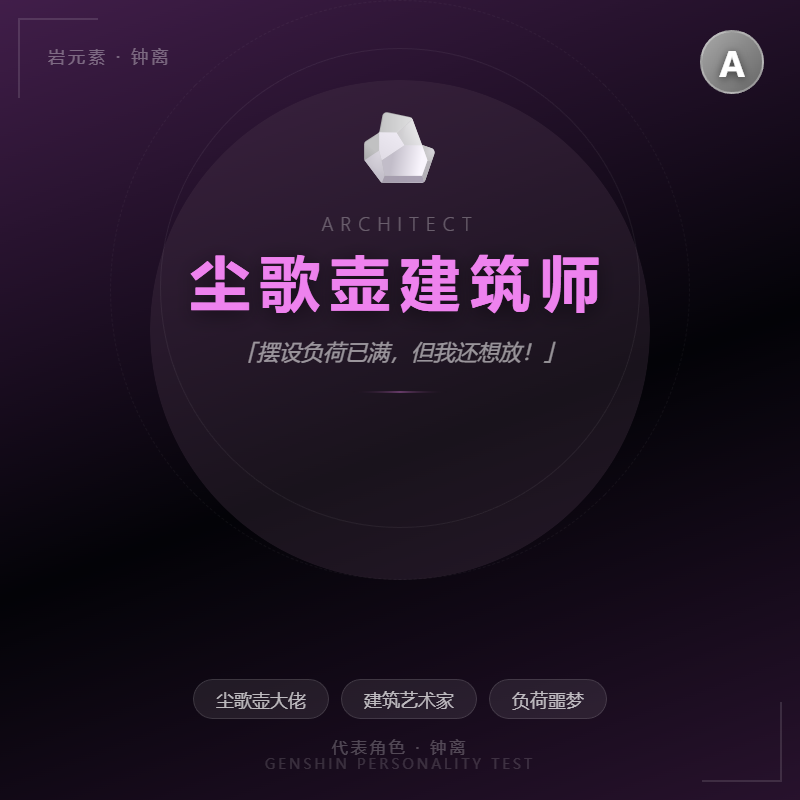 岩元素 · 钟离
A
ARCHITECT
尘歌壶建筑师
「摆设负荷已满，但我还想放！」
尘歌壶大佬 建筑艺术家 负荷噩梦
代表角色 · 钟离
GENSHIN PERSONALITY TEST